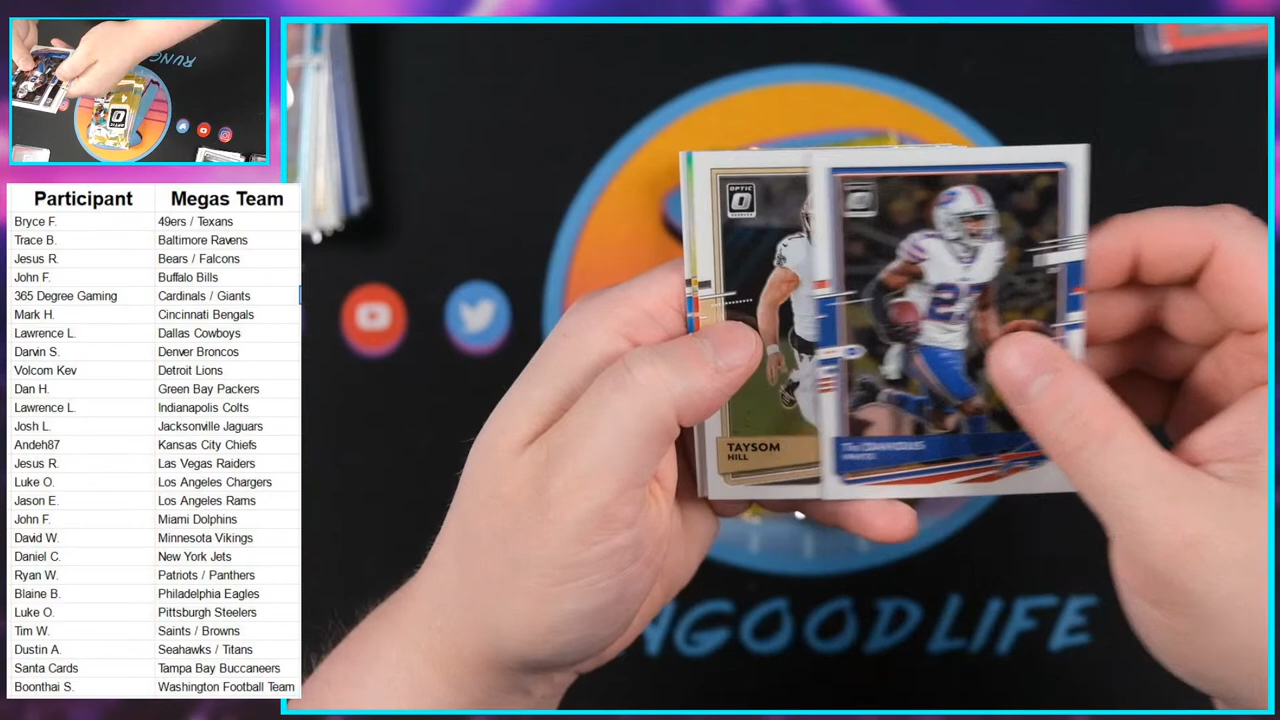 RUNG
OPTIC
Participant Megas Team
Bryce F. 49ers / Texans
Trace B. Baltimore Ravens
Jesus R. Bears / Falcons
John F. Buffalo Bills
365 Degree Gaming Cardinals / Giants
Mark H. Cincinnati Bengals
Lawrence L. Dallas Cowboys
Darvin S. Denver Broncos
Volcom Kev Detroit Lions
Dan H. Green Bay Packers
Lawrence L. Indianapolis Colts
Josh L. Jacksonville Jaguars
Andeh87 Kansas City Chiefs
Jesus R. Las Vegas Raiders
Luke O. Los Angeles Chargers
Jason E. Los Angeles Rams
John F. Miami Dolphins
David W. Minnesota Vikings
Daniel C. New York Jets
Ryan W. Patriots / Panthers
Blaine B. Philadelphia Eagles
Luke O. Pittsburgh Steelers
Tim W. Saints / Browns
Dustin A. Seahawks / Titans
Santa Cards Tampa Bay Buccaneers
Boonthai S. Washington Football Team
OPTIC
TAYSOM
HILL
NGOODLIFE